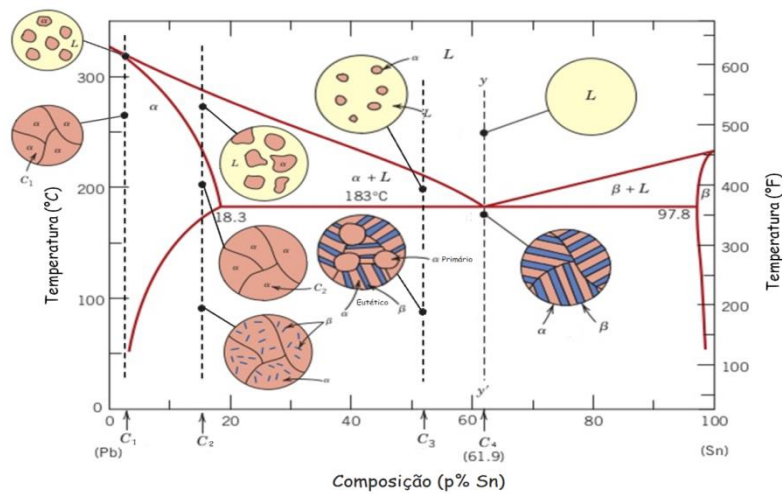 L
α
L
300
α
α
α
α
α
C₁
L
α
α
L
α + L
183°C
18.3
y
L
β + L
β
97.8
600
500
400
300
200
100
Temperatura (°C)
Temperatura (°F)
200
100
0
α
α
α
α
C₂
α Primário
Eutético
α
β
α
β
β
α
y'
0
20
40
60
80
100
(Pb)
C₁
C₂
C₃
C₄
(61.9)
(Sn)
Composição (p% Sn)